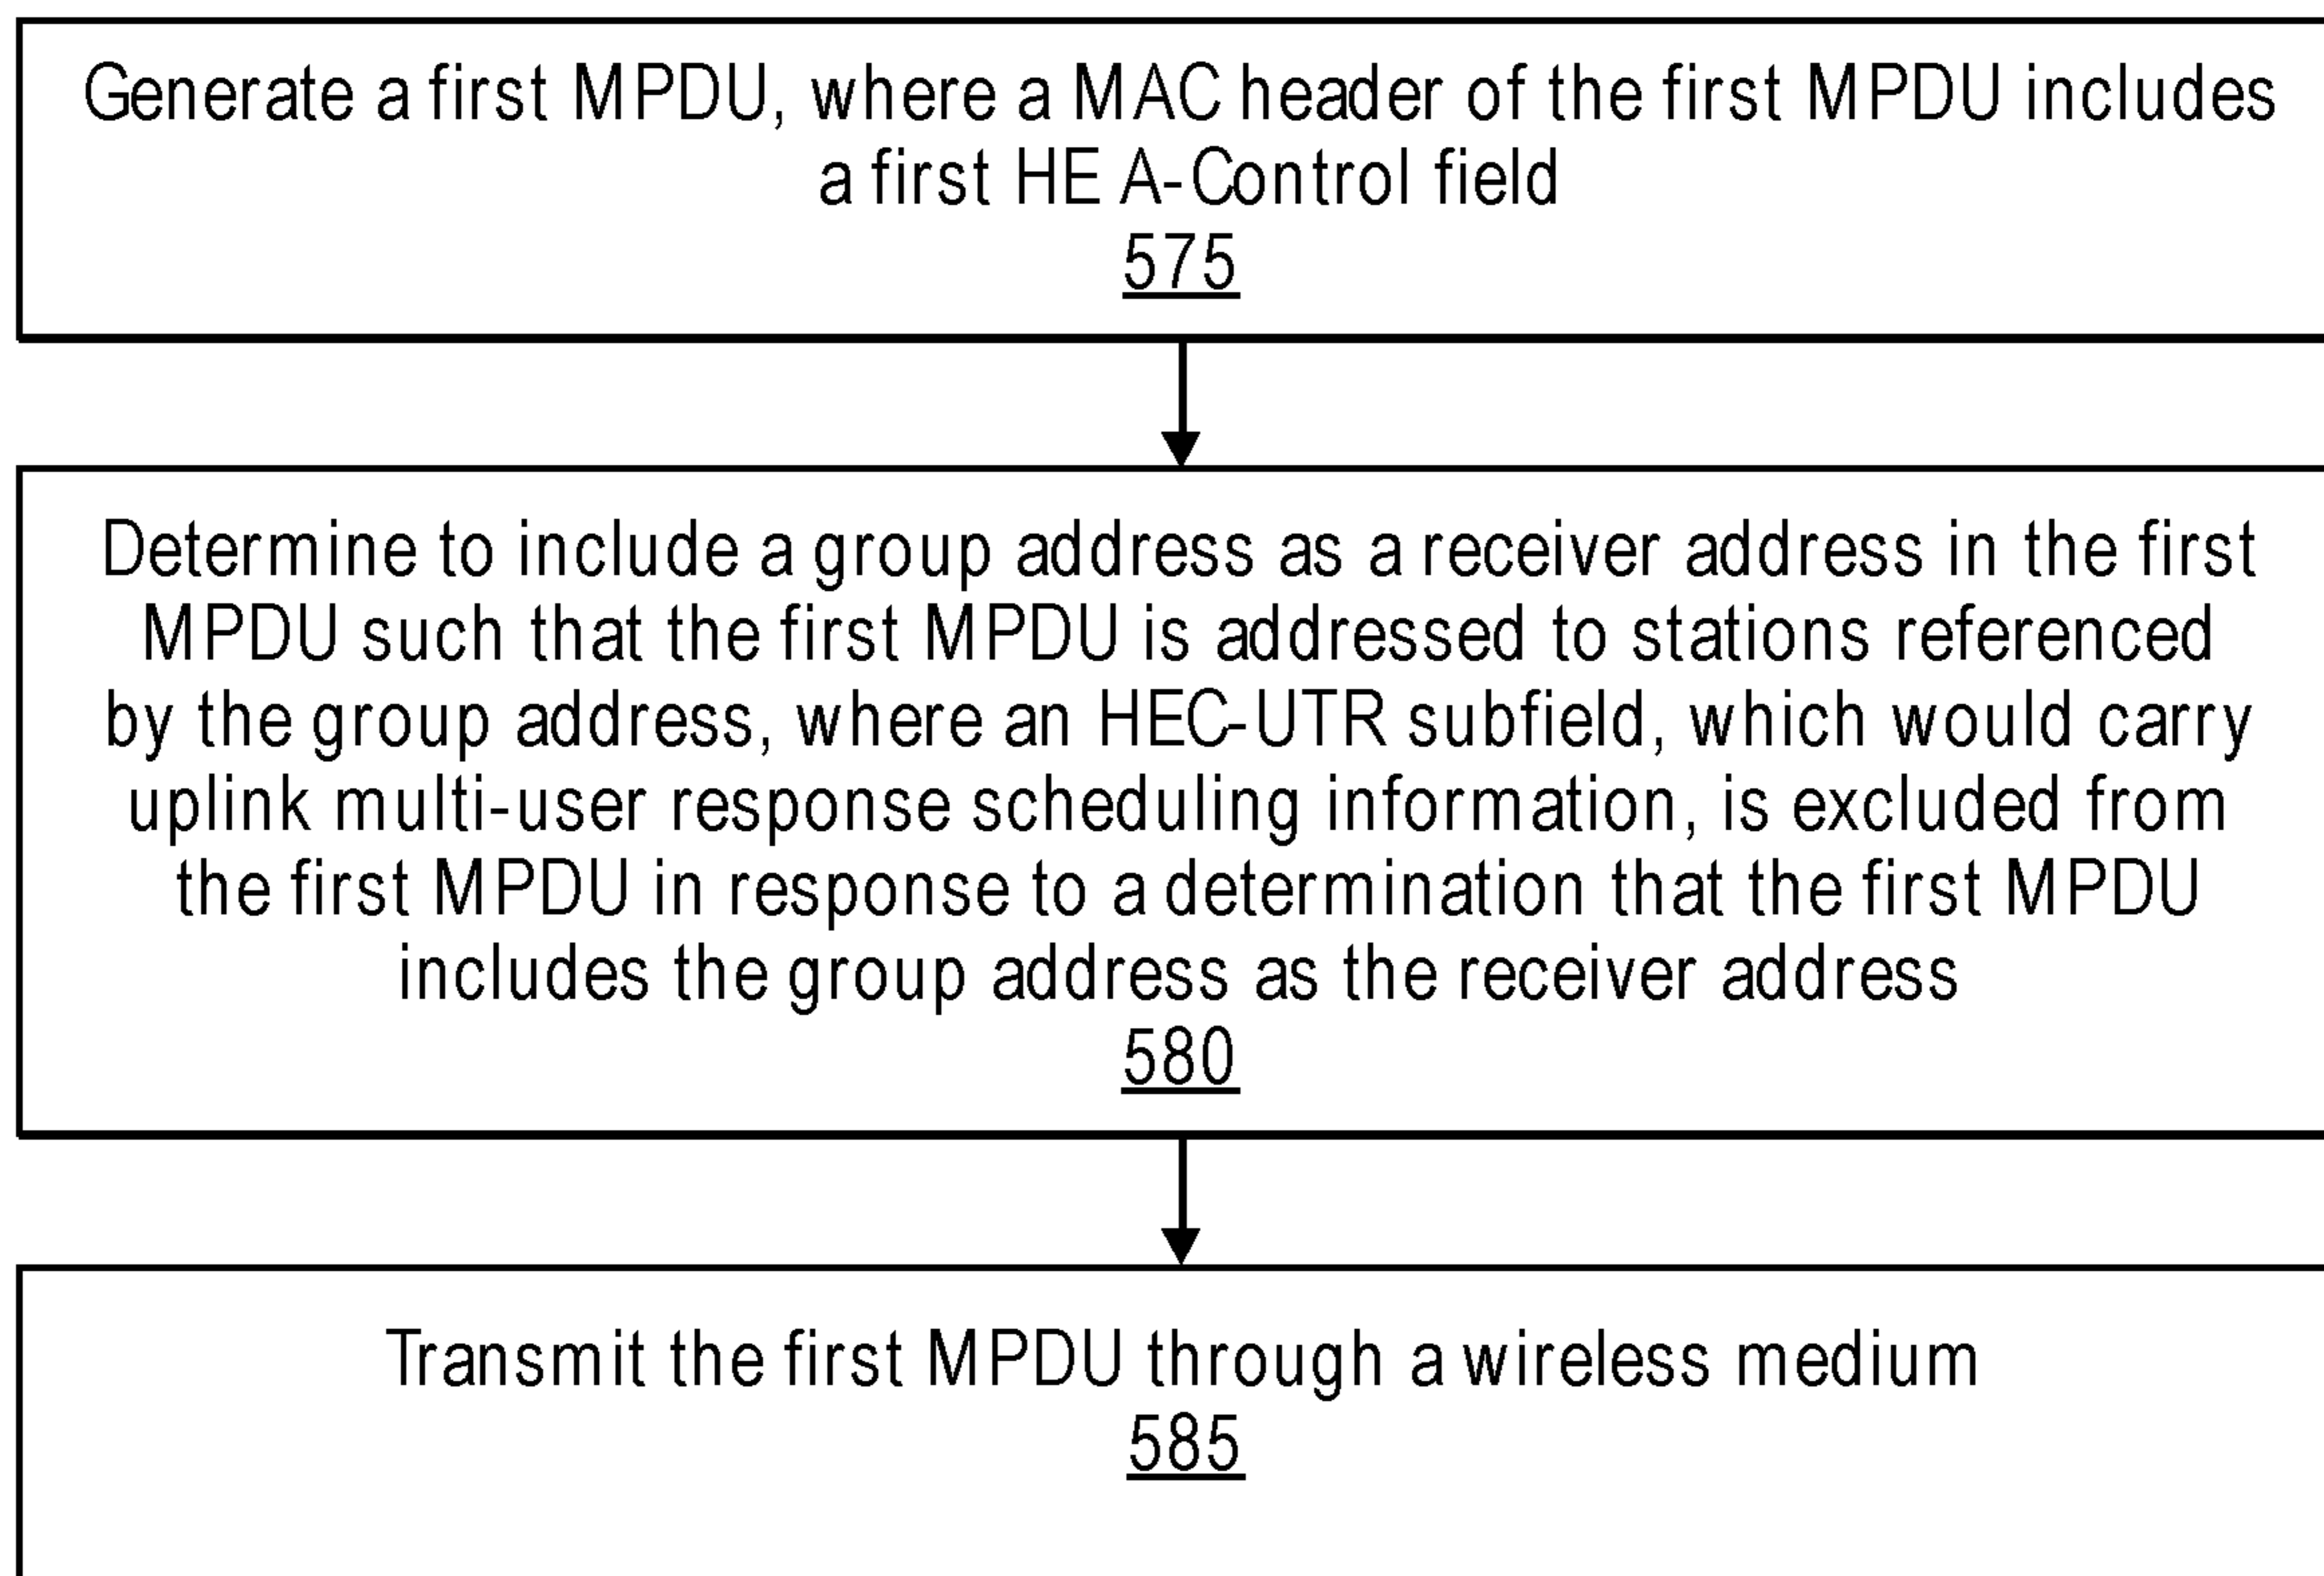 Generate a first MPDU, where a MAC header of the first MPDU includes
a first HE A-Control field
575
Determine to include a group address as a receiver address in the first
MPDU such that the first MPDU is addressed to stations referenced
by the group address, where an HEC-UTR subfield, which would carry
uplink multi-user response scheduling information, is excluded from
the first MPDU in response to a determination that the first MPDU
includes the group address as the receiver address
580
Transmit the first MPDU through a wireless medium
585